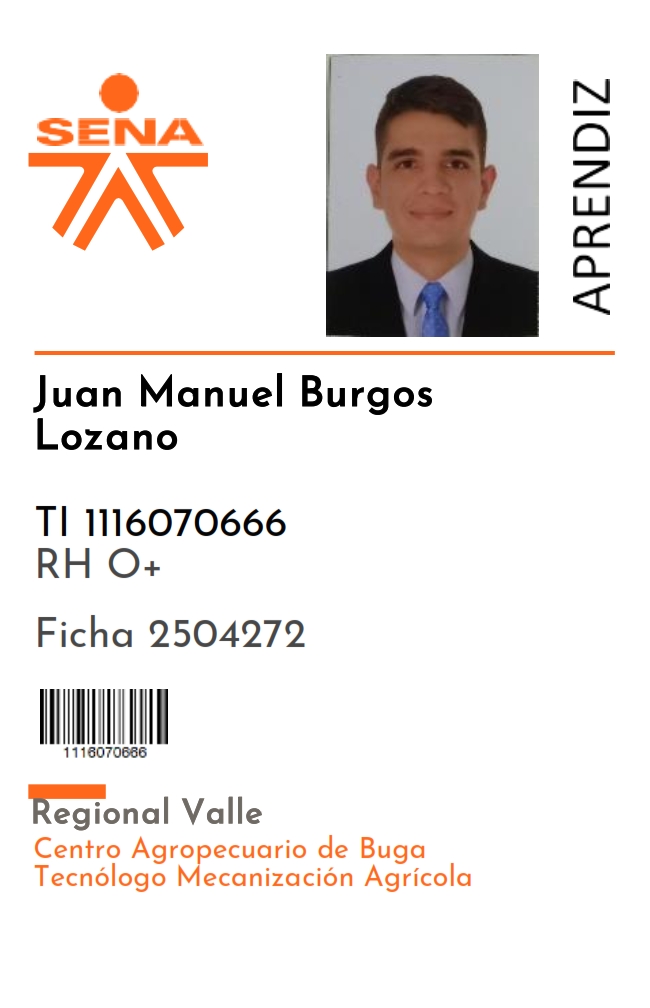 SENA
APRENDIZ
Juan Manuel Burgos
Lozano
TI 1116070666
RH O+
Ficha 2504272
1116070666
Regional Valle
Centro Agropecuario de Buga
Tecnólogo Mecanización Agrícola